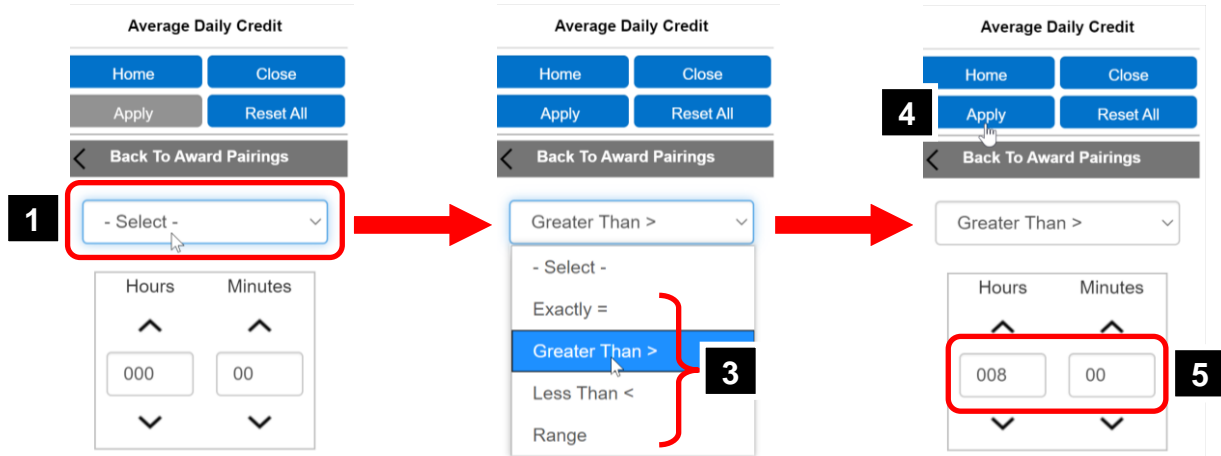 Average Daily Credit
Home Close
Apply Reset All
Back To Award Pairings
1
- Select -
Hours Minutes
000 00
Average Daily Credit
Home Close
Apply Reset All
Back To Award Pairings
Greater Than >
- Select -
Exactly =
Greater Than >
Less Than <
Range
3
Average Daily Credit
Home Close
4
Apply Reset All
Back To Award Pairings
Greater Than >
Hours Minutes
008 00
5